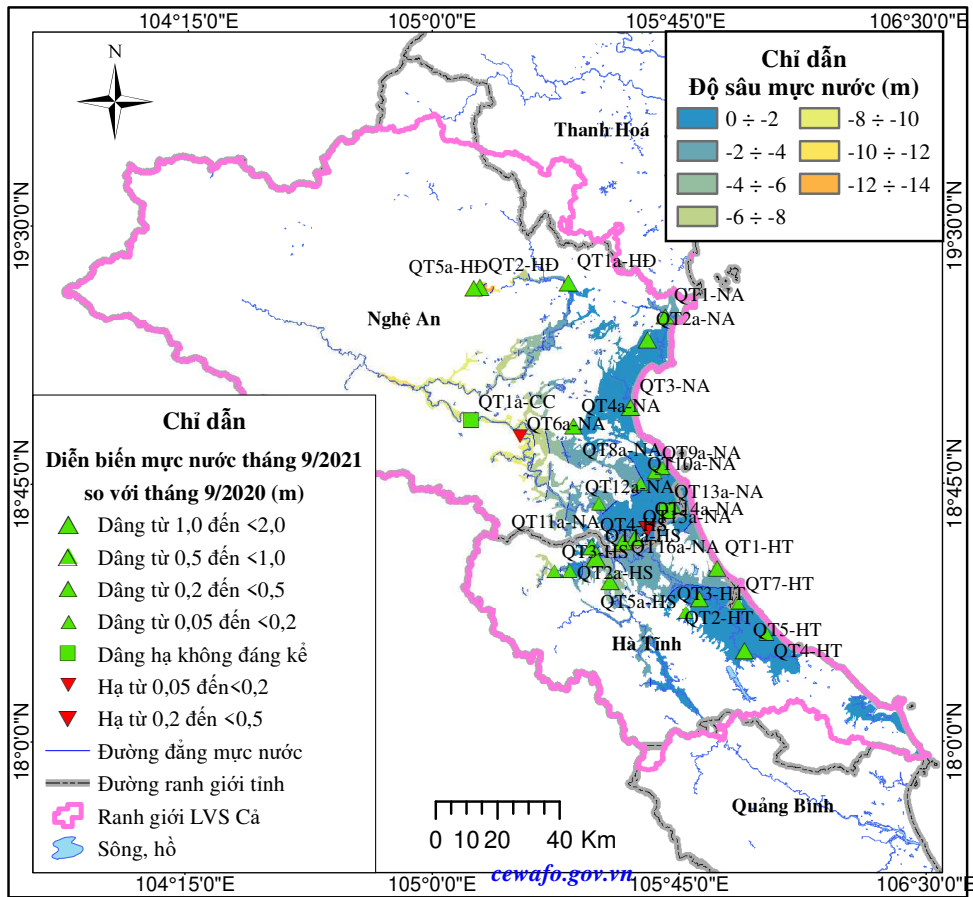 104°15'0"E
105°0'0"E
105°45'0"E
106°30'0"E
N
Chỉ dẫn
Độ sâu mực nước (m)
0 ÷ -2
-8 ÷ -10
-2 ÷ -4
-10 ÷ -12
-4 ÷ -6
-12 ÷ -14
-6 ÷ -8
Thanh Hoá
19°30'0"N
19°30'0"N
QT5a-HĐ
QT2-HĐ
QT1a-HĐ
QT1-NA
QT2a-NA
Nghệ An
QT3-NA
QT1a-CC
QT4a-NA
QT6a-NA
QT8a-NA
QT9a-NA
QT10a-NA
18°45'0"N
18°45'0"N
QT12a-NA
QT13a-NA
QT14a-NA
QT15a-NA
QT11a-NA
QT4-HS
QT1a-HS
QT16a-NA
QT3-HS
QT1-HT
QT2a-HS
QT7-HT
QT5a-HS
QT3-HT
QT2-HT
QT5-HT
Hà Tĩnh
QT4-HT
Chỉ dẫn
Diễn biến mực nước tháng 9/2021
so với tháng 9/2020 (m)
Dâng từ 1,0 đến <2,0
Dâng từ 0,5 đến <1,0
Dâng từ 0,2 đến <0,5
Dâng từ 0,05 đến <0,2
Dâng hạ không đáng kể
Hạ từ 0,05 đến<0,2
Hạ từ 0,2 đến <0,5
Đường đẳng mực nước
Đường ranh giới tỉnh
Ranh giới LVS Cả
Sông, hồ
18°0'0"N
18°0'0"N
Quảng Bình
0 10 20 40 Km
cewafo.gov.vn
104°15'0"E
105°0'0"E
105°45'0"E
106°30'0"E